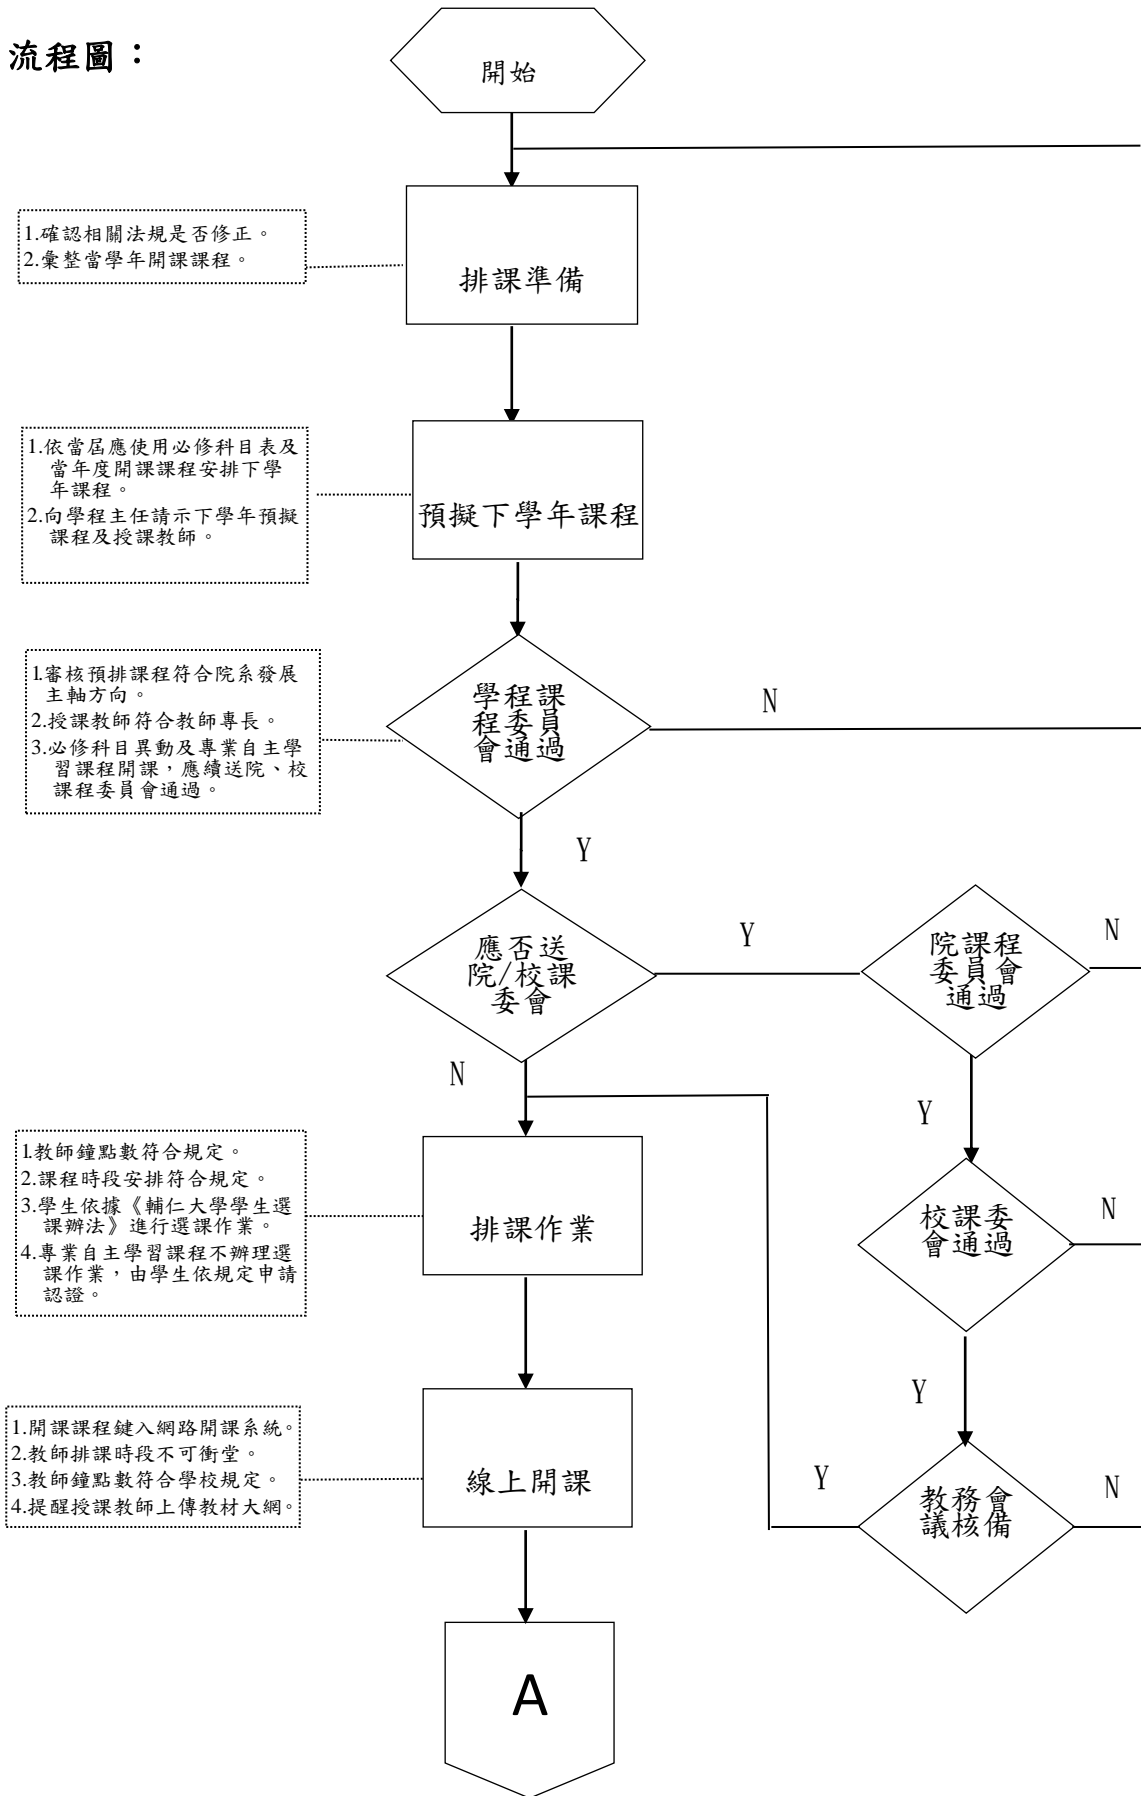 流程圖：
開始
1.確認相關法規是否修正。
2.彙整當學年開課課程。
排課準備
1.依當屆應使用必修科目表及
當年度開課課程安排下學
年課程。
2.向學程主任請示下學年預擬
課程及授課教師。
預擬下學年課程
1.審核預排課程符合院系發展
主軸方向。
2.授課教師符合教師專長。
3.必修科目異動及專業自主學
習課程開課，應續送院、校
課程委員會通過。
學程課
程委員
會通過
N
Y
應否送
院/校課
委會
Y
院課程
委員會
通過
N
N
Y
1.教師鐘點數符合規定。
2.課程時段安排符合規定。
3.學生依據《輔仁大學學生選
課辦法》進行選課作業。
4.專業自主學習課程不辦理選
課作業，由學生依規定申請
認證。
排課作業
校課委
會通過
N
Y
1.開課課程鍵入網路開課系統。
2.教師排課時段不可衝堂。
3.教師鐘點數符合學校規定。
4.提醒授課教師上傳教材大網。
線上開課
Y
教務會
議核備
N
A